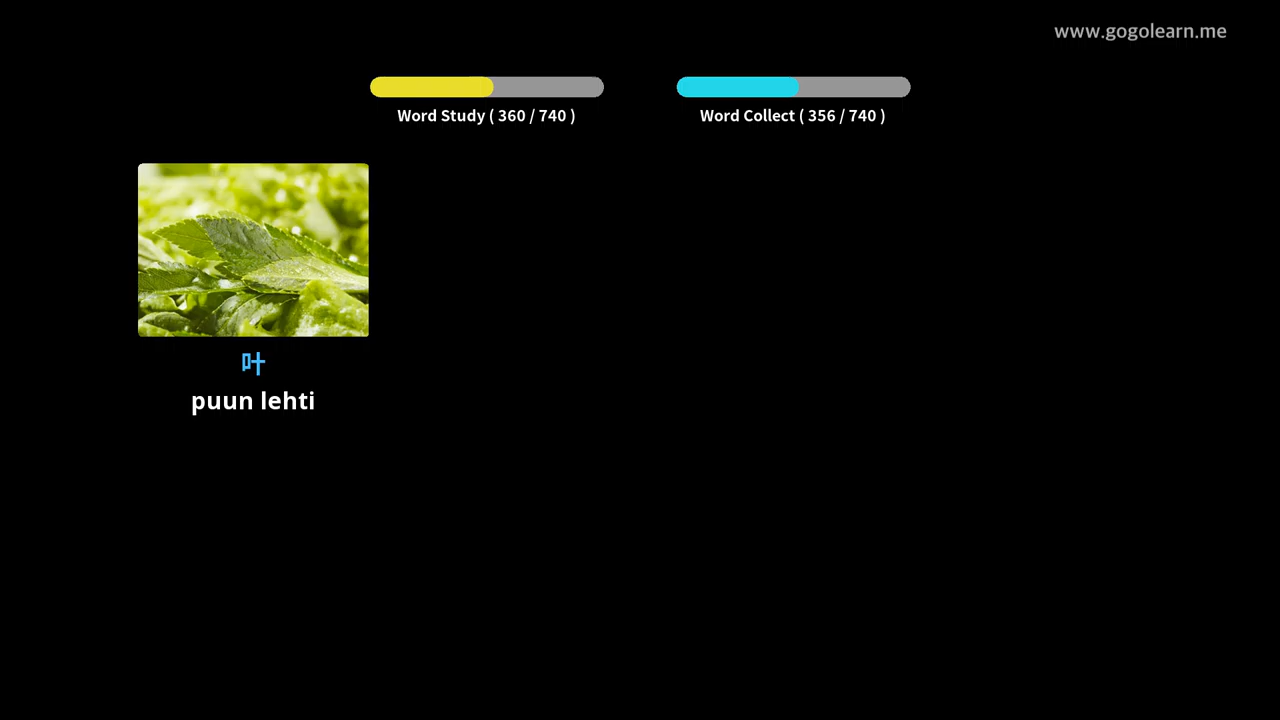 www.gogolearn.me
Word Study ( 360 / 740 )
Word Collect ( 356 / 740 )
叶
puun lehti